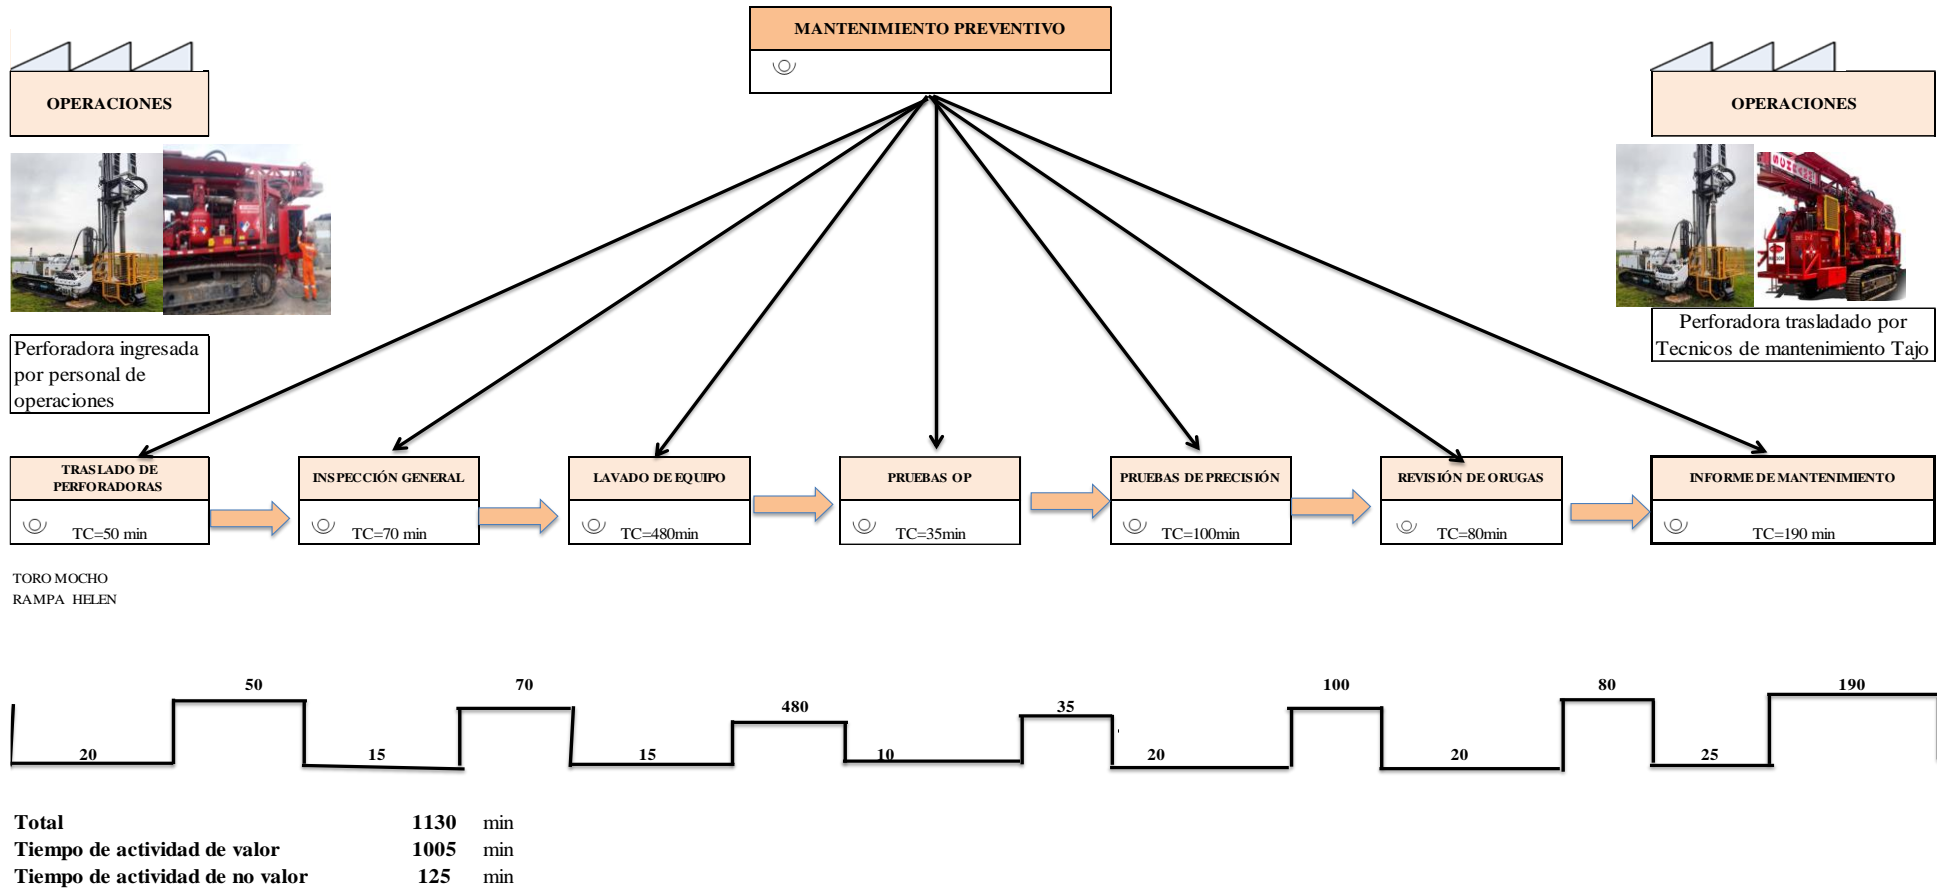 MANTENIMIENTO PREVENTIVO
OPERACIONES
OPERACIONES
Perforadora ingresada
por personal de
operaciones
Perforadora trasladado por
Tecnicos de mantenimiento Tajo
TRASLADO DE
PERFORADORAS
TC=50 min
INSPECCIÓN GENERAL
TC=70 min
LAVADO DE EQUIPO
TC=480min
PRUEBAS OP
TC=35min
PRUEBAS DE PRECISIÓN
TC=100min
REVISIÓN DE ORUGAS
TC=80min
INFORME DE MANTENIMIENTO
TC=190 min
TORO MOCHO
RAMPA HELEN
50 70 480 35 100 80 190
20 15 15 10 20 20 25
Total 1130 min
Tiempo de actividad de valor 1005 min
Tiempo de actividad de no valor 125 min